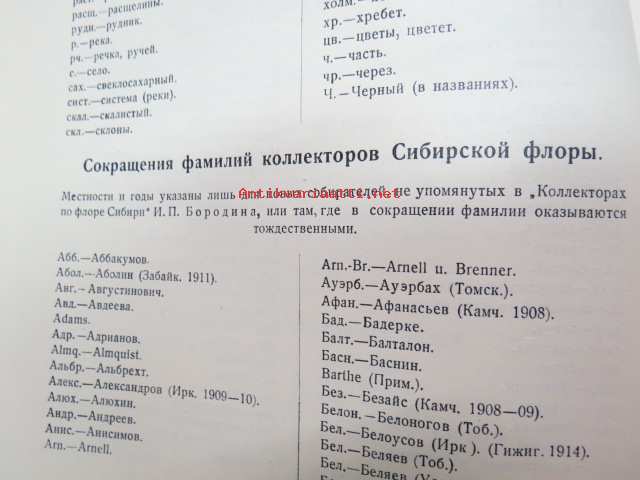 расщ.—расщелины.
рудн.—рудник.
р.—река.
рч.—речка, ручей.
с.—село.
сах.—свеклосахарный.
сист.—система (реки).
скал.—скалистый.
скл.—склоны.
хр.—хребет.
цв.—цветы, цветет.
ч.—часть.
чр.—через.
Ч.—Черный (в названиях).
Сокращения фамилий коллекторов Сибирской флоры.
Местности и годы указаны лишь для новых собирателей, не упомянутых в „Коллекторах
по флоре Сибири“ И. П. Бородина, или там, где в сокращении фамилии оказываются
тождественными.
Абб.—Аббакумов.
Абол.—Аболин (Забайк. 1911).
Авг.—Августинович.
Авд.—Авдеева.
Adams.
Адр.—Адрианов.
Almq.—Almquist.
Альбр.—Альбрехт.
Алекс.—Александров (Ирк. 1909—10).
Алюх.—Алюхин.
Андр.—Андреев.
Анис.—Анисимов.
Arn.—Arnell.
Arn.-Br.—Arnell u. Brenner.
Ауэрб.—Ауэрбах (Томск.).
Афан.—Афанасьев (Камч. 1908).
Бад.—Бадерке.
Балт.—Балталон.
Басн.—Баснин.
Barthe (Прим.).
Без.—Безайс (Камч. 1908—09).
Белон.—Белоногов (Тоб.).
Бел.—Белоусов (Ирк). (Гижиг. 1914).
Бел.—Беляев (Тоб.).
Бел.—Беляев